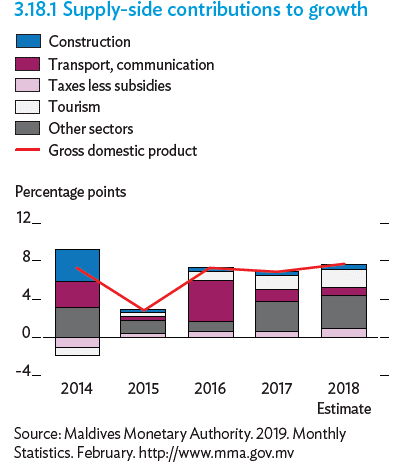 3.18.1 Supply-side contributions to growth
Construction
Transport, communication
Taxes less subsidies
Tourism
Other sectors
Gross domestic product
Percentage points
12
8
4
0
-4
2014 2015 2016 2017 2018
Estimate
Source: Maldives Monetary Authority. 2019. Monthly
Statistics. February. http://www.mma.gov.mv